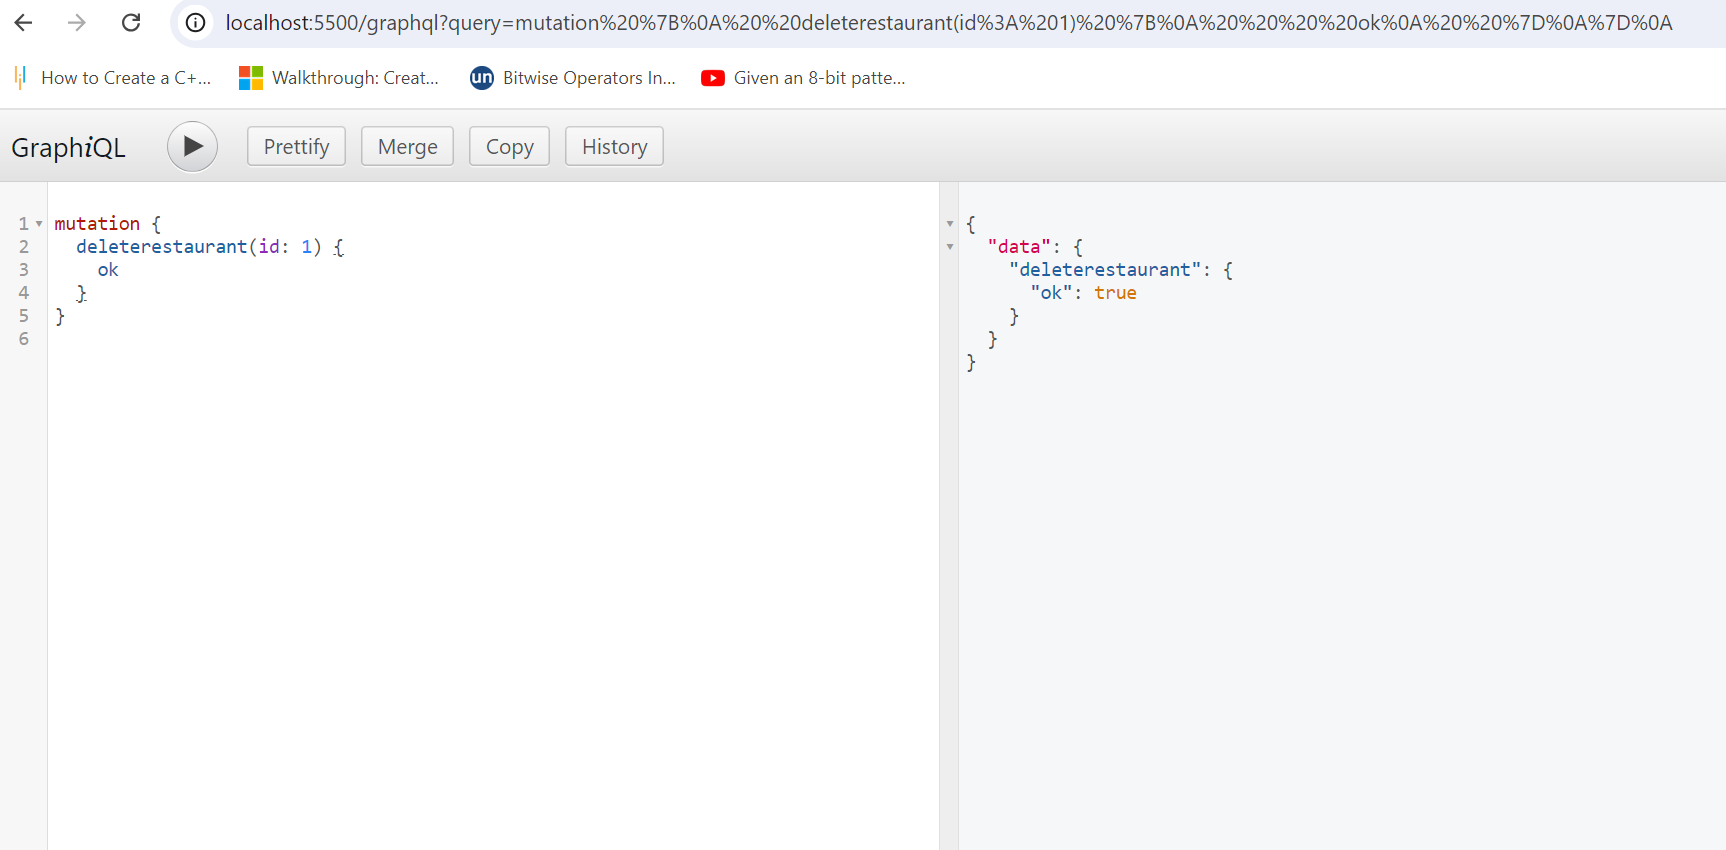 localhost:5500/graphql?query=mutation%20%7B%0A%20%20deleterestaurant(id%3A%201)%20%7B%0A%20%20%20%20ok%0A%20%20%7D%0A%7D%0A
How to Create a C+... Walkthrough: Creat... un Bitwise Operators In... Given an 8-bit patte...
GraphiQL Prettify Merge Copy History
1 mutation {
2 deleterestaurant(id: 1) {
3 ok
4 }
5 }
6
{
"data": {
"deleterestaurant": {
"ok": true
}
}
}